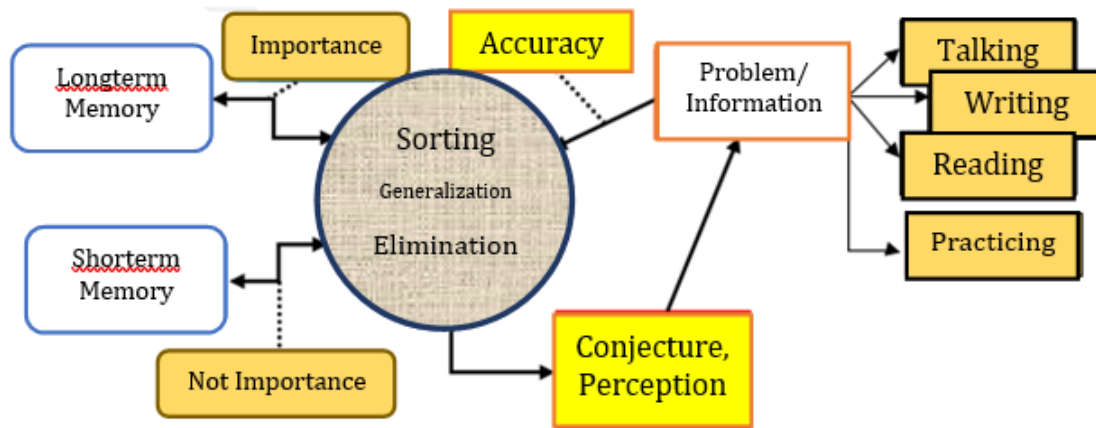 Importance
Accuracy
Longterm
Memory
Problem/
Information
Talking
Writing
Reading
Practicing
Sorting
Generalization
Elimination
Shorterm
Memory
Not Importance
Conjecture,
Perception